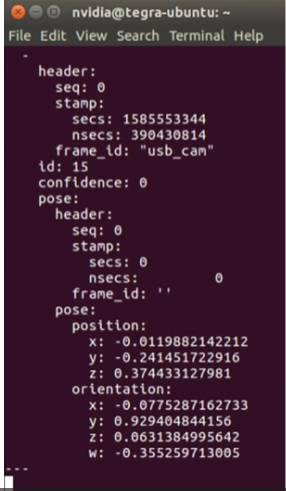 nvidia@tegra-ubuntu: ~
File Edit View Search Terminal Help
-
header:
seq: 0
stamp:
secs: 1585553344
nsecs: 390430814
frame_id: "usb_cam"
id: 15
confidence: 0
pose:
header:
seq: 0
stamp:
secs: 0
nsecs: 0
frame_id: ''
pose:
position:
x: -0.0119882142212
y: -0.241451722916
z: 0.374433127981
orientation:
x: -0.0775287162733
y: 0.929404844156
z: 0.0631384995642
w: -0.355259713005
---